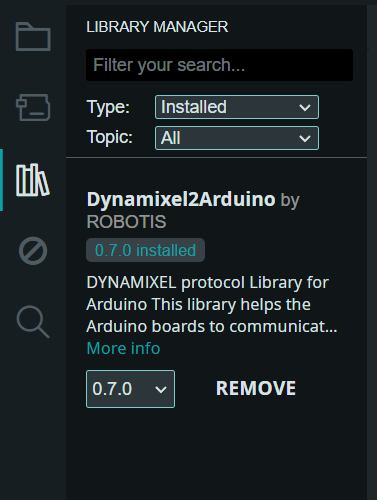 LIBRARY MANAGER
Filter your search...
Type: Installed
Topic: All
Dynamixel2Arduino by
ROBOTIS
0.7.0 installed
DYNAMIXEL protocol Library for
Arduino This library helps the
Arduino boards to communicat...
More info
0.7.0 REMOVE